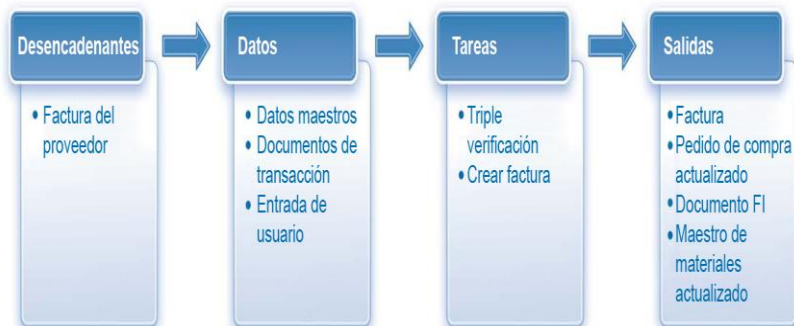 Desencadenantes
• Factura del
proveedor
Datos
• Datos maestros
• Documentos de
transacción
• Entrada de
usuario
Tareas
• Triple
verificación
• Crear factura
Salidas
• Factura
• Pedido de compra
actualizado
• Documento FI
• Maestro de
materiales
actualizado